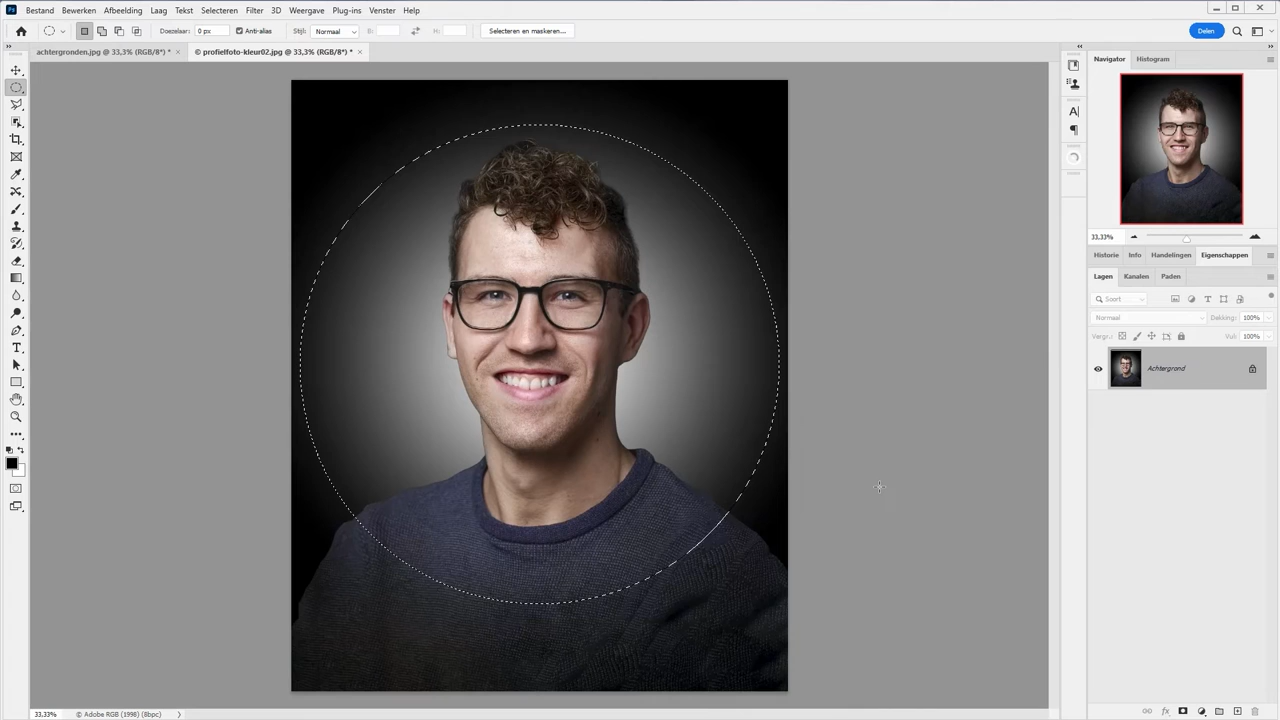 Ps Bestand Bewerken Afbeelding Laag Tekst Selecteren Filter 3D Weergave Plug-ins Venster Help
Doezelaar: 0 px Anti-alias Stijl: Normaal B: H: Selecteren en maskeren... Delen
achtergronden.jpg @ 33,3% (RGB/8*) * × © profielfoto-kleur02.jpg @ 33,3% (RGB/8*) * ×
Navigator Histogram
33,33%
Historie Info Handelingen Eigenschappen
Lagen Kanalen Paden
Soort
Normaal Dekking: 100%
Vergr.: Vul: 100%
Achtergrond
33,33% © Adobe RGB (1998) (8bpc)